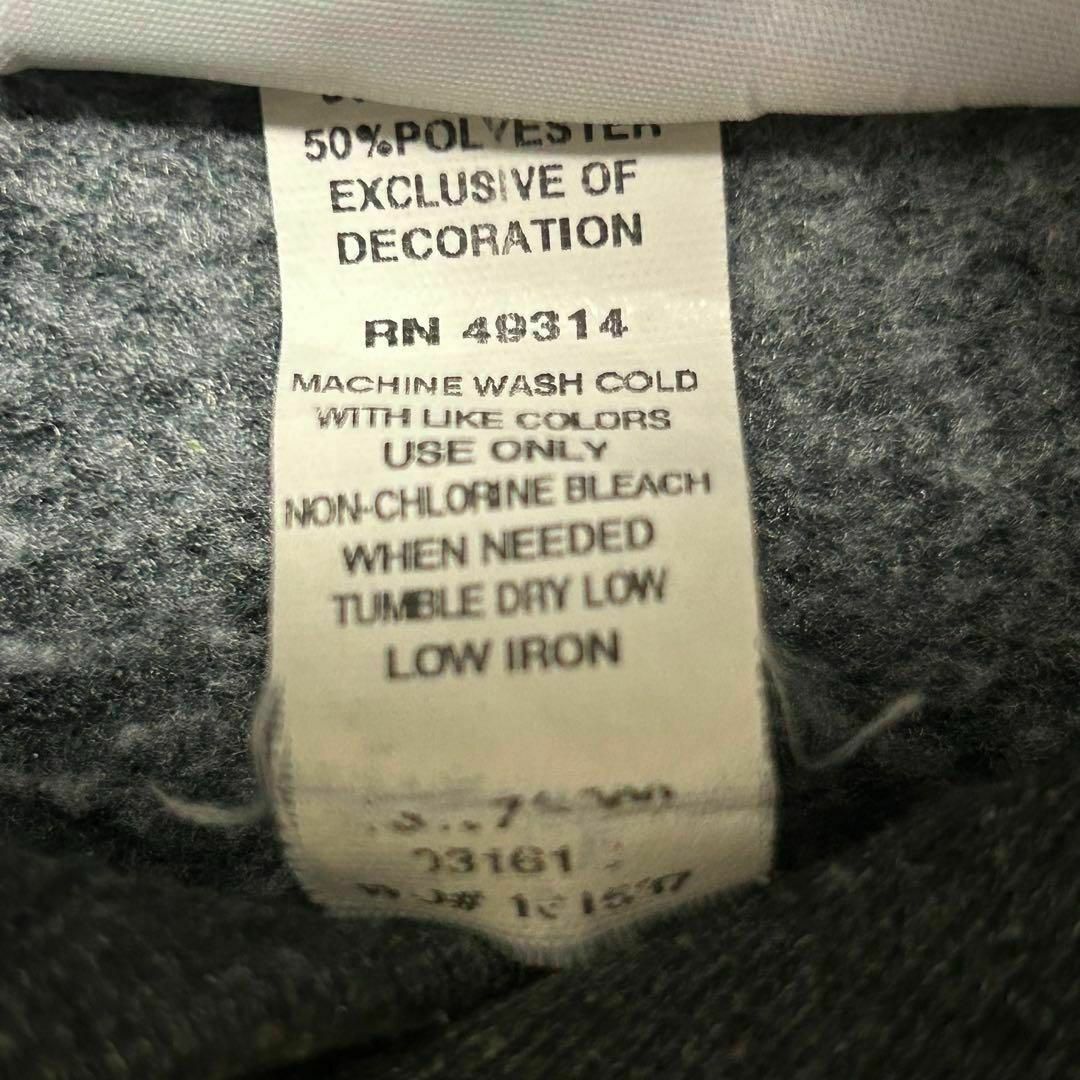 50%POLYESTER
EXCLUSIVE OF
DECORATION
RN 49314
MACHINE WASH COLD
WITH LIKE COLORS
USE ONLY
NON-CHLORINE BLEACH
WHEN NEEDED
TUMBLE DRY LOW
LOW IRON